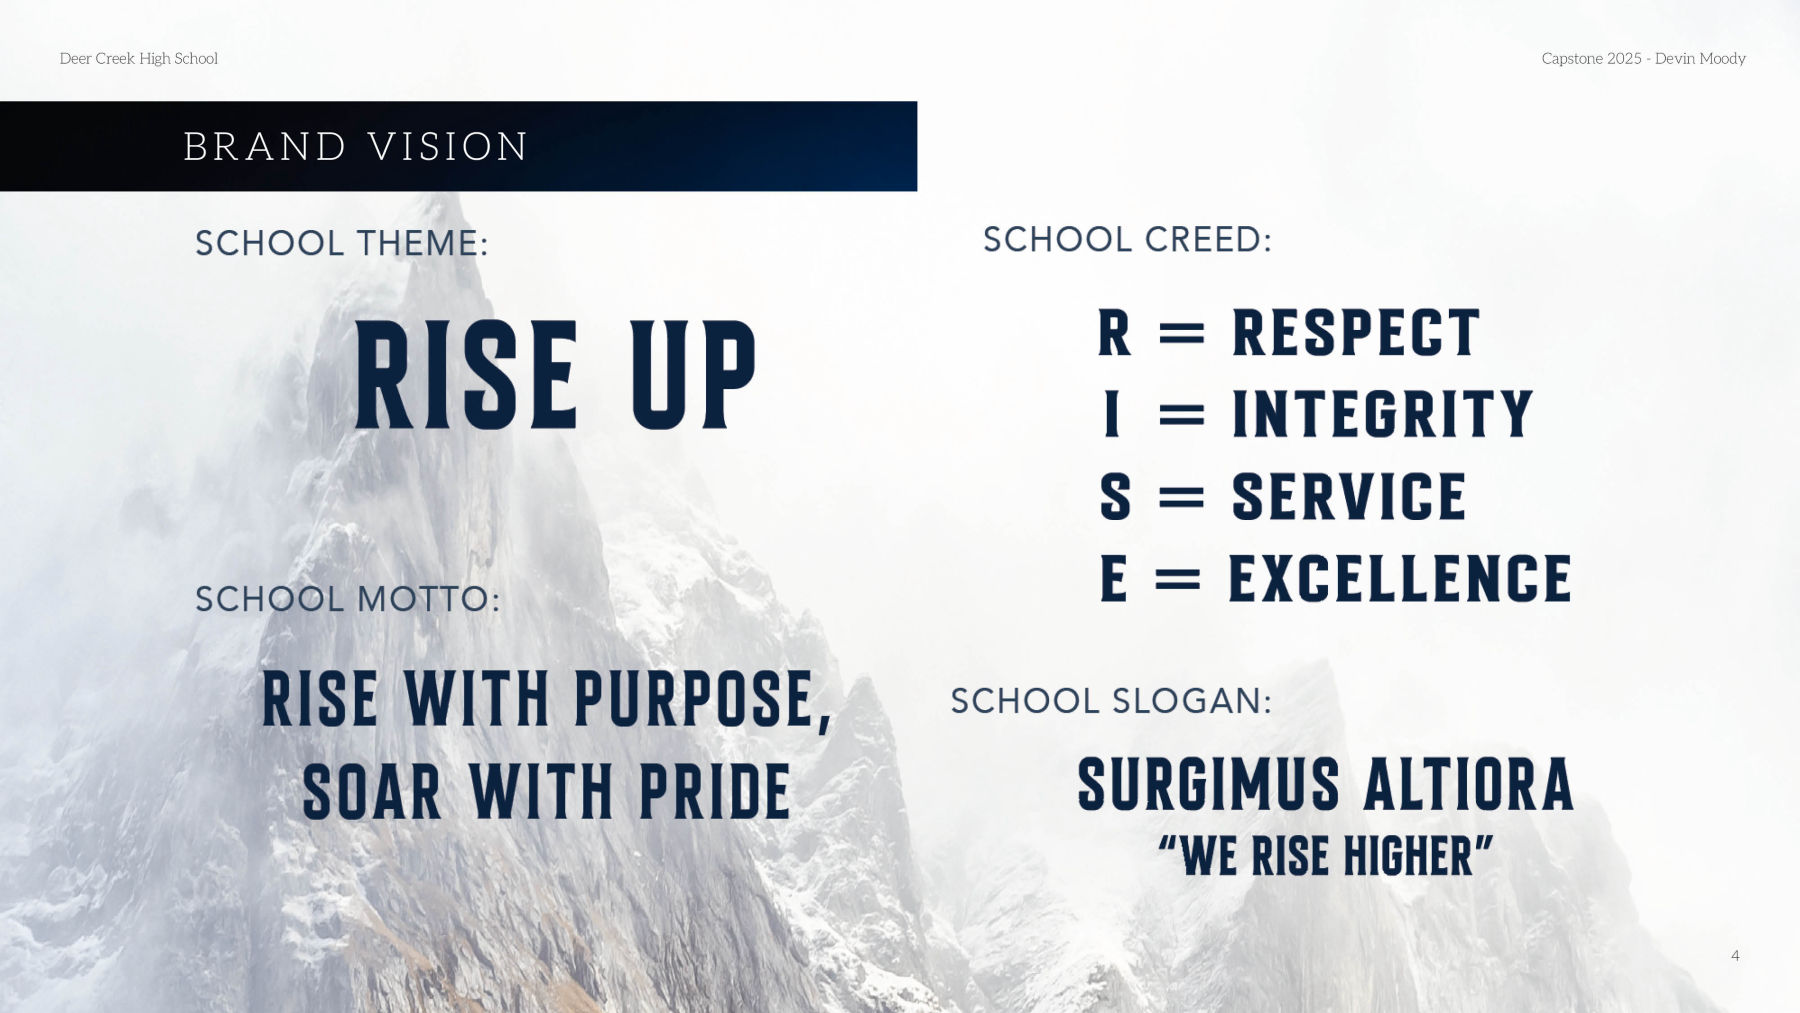 Deer Creek High School
Capstone 2025 - Devin Moody
BRAND VISION
SCHOOL THEME:
RISE UP
SCHOOL MOTTO:
RISE WITH PURPOSE,
SOAR WITH PRIDE
SCHOOL CREED:
R = RESPECT
I = INTEGRITY
S = SERVICE
E = EXCELLENCE
SCHOOL SLOGAN:
SURGIMUS ALTIORA
“WE RISE HIGHER”
4